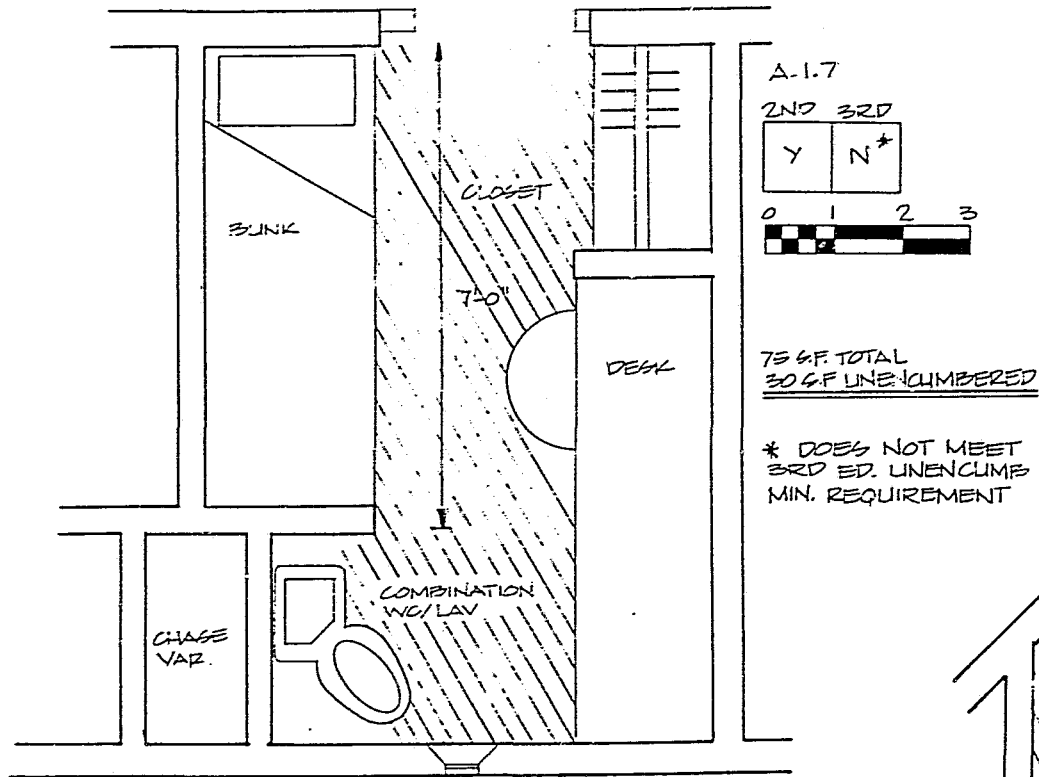 A-1.7
2ND 3RD
Y N*
0 1 2 3
CLOSET
BUNK
7'-0"
DESK
75 S.F. TOTAL
30 S.F UNENCUMBERED
* DOES NOT MEET
3RD ED. UNENCUMB
MIN. REQUIREMENT
COMBINATION
WC/LAV
CHASE
VAR.